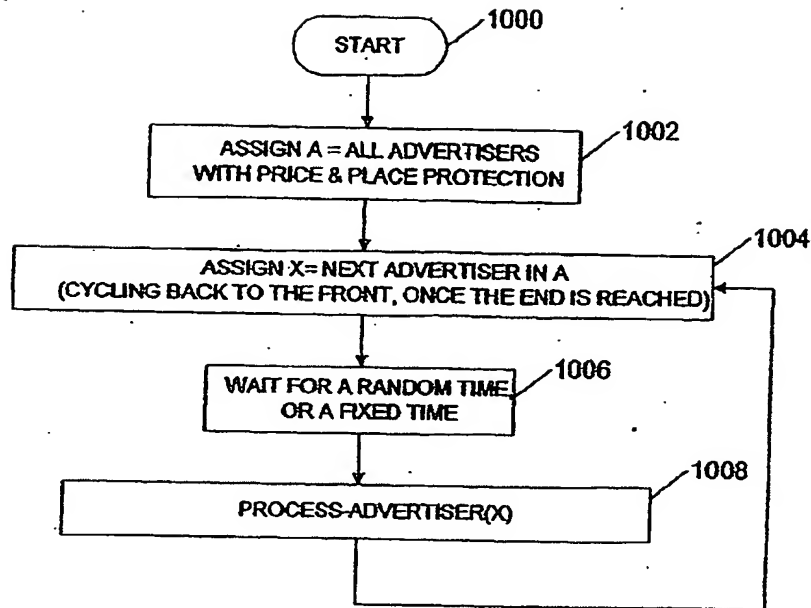 START
1000
ASSIGN A = ALL ADVERTISERS
WITH PRICE & PLACE PROTECTION
1002
ASSIGN X= NEXT ADVERTISER IN A
(CYCLING BACK TO THE FRONT, ONCE THE END IS REACHED)
1004
WAIT FOR A RANDOM TIME
OR A FIXED TIME
1006
PROCESS-ADVERTISER(X)
1008